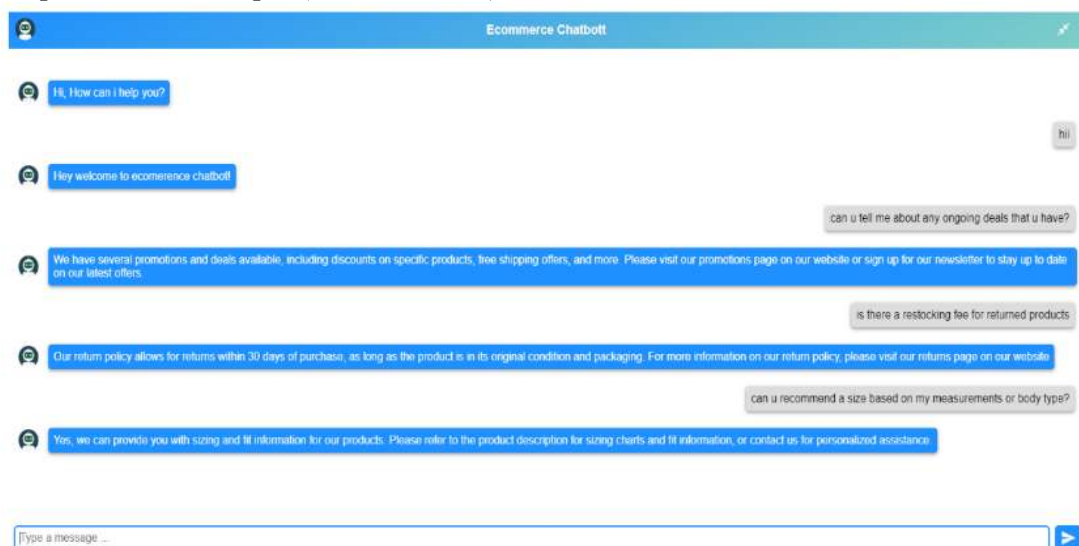 Ecommerce Chatbott
Hi, How can i help you?
hii
Hey welcome to ecomerence chatbot!
can u tell me about any ongoing deals that u have?
We have several promotions and deals available, including discounts on specific products, free shipping offers, and more. Please visit our promotions page on our website or sign up for our newsletter to stay up to date
on our latest offers.
is there a restocking fee for returned products
Our return policy allows for returns within 30 days of purchase, as long as the product is in its original condition and packaging. For more information on our return policy, please visit our returns page on our website
can u recommend a size based on my measurements or body type?
Yes, we can provide you with sizing and fit information for our products. Please refer to the product description for sizing charts and fit information, or contact us for personalized assistance
Type a message ...